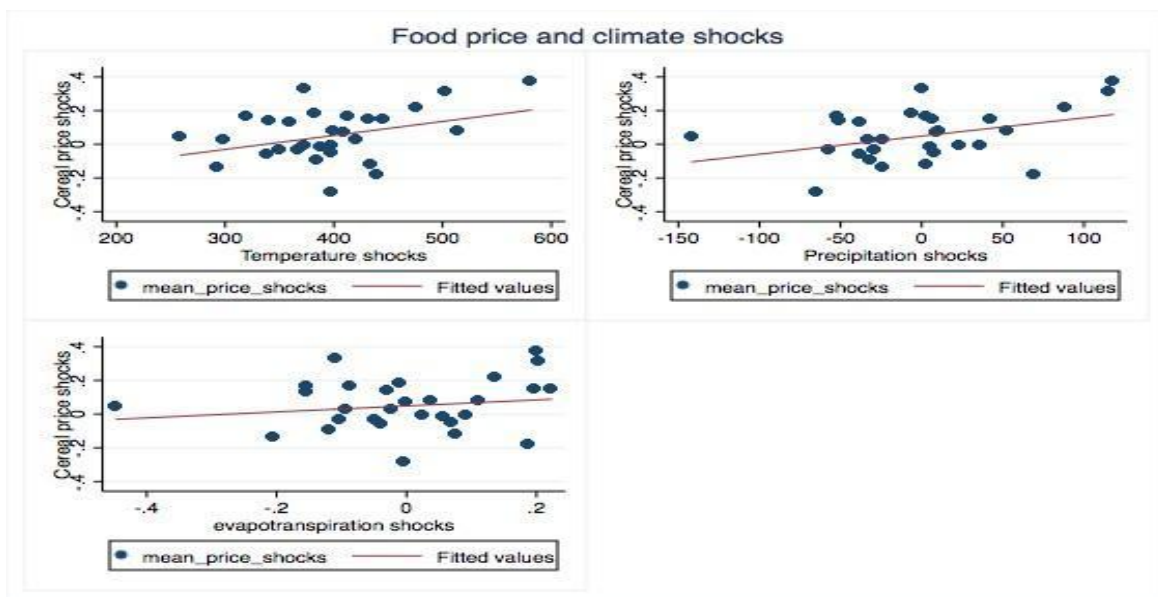 Food price and climate shocks
Cereal price shocks
.4
.2
0
-.2
-.4
200 300 400 500 600
Temperature shocks
mean_price_shocks Fitted values
Cereal price shocks
.4
.2
0
-.2
-.4
-150 -100 -50 0 50 100
Precipitation shocks
mean_price_shocks Fitted values
Cereal price shocks
.4
.2
0
-.2
-.4
-.4 -.2 0 .2
evapotranspiration shocks
mean_price_shocks Fitted values